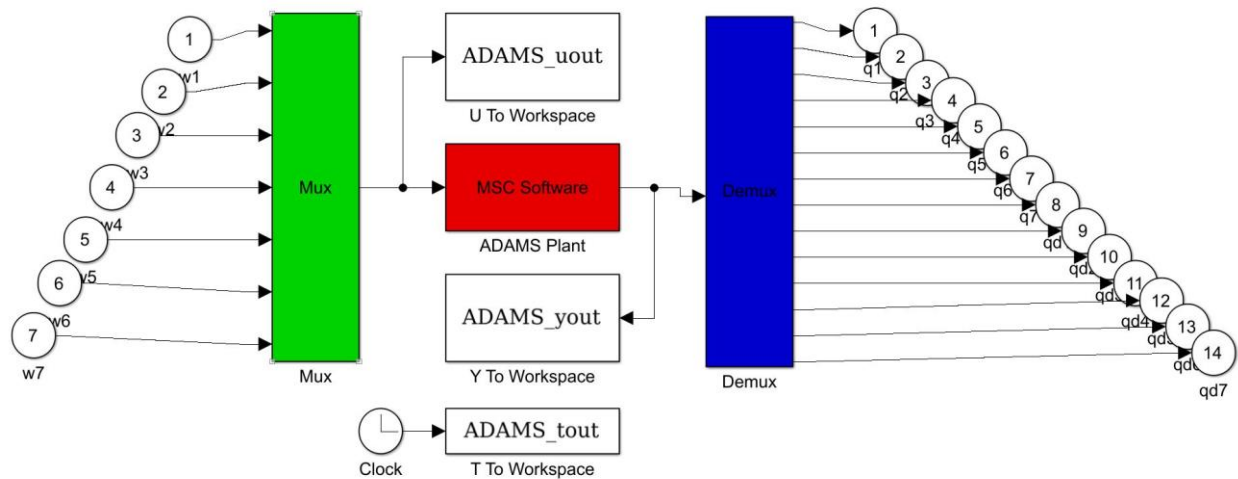 1
w1
2
w2
3
w3
4
w4
5
w5
6
w6
7
w7
Mux
Mux
ADAMS_uout
U To Workspace
MSC Software
ADAMS Plant
ADAMS_yout
Y To Workspace
Clock
ADAMS_tout
T To Workspace
Demux
Demux
1
q1
2
q2
3
q3
4
q4
5
q5
6
q6
7
q7
8
9
10
11
12
13
14
qd7